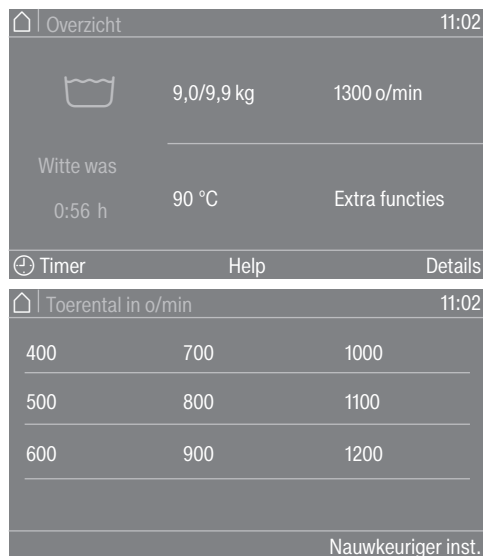 Overzicht 11:02
9,0/9,9 kg 1300 o/min
Witte was
0:56 h
90 °C Extra functies
Timer Help Details
Toerental in o/min 11:02
400 700 1000
500 800 1100
600 900 1200
Nauwkeuriger inst.